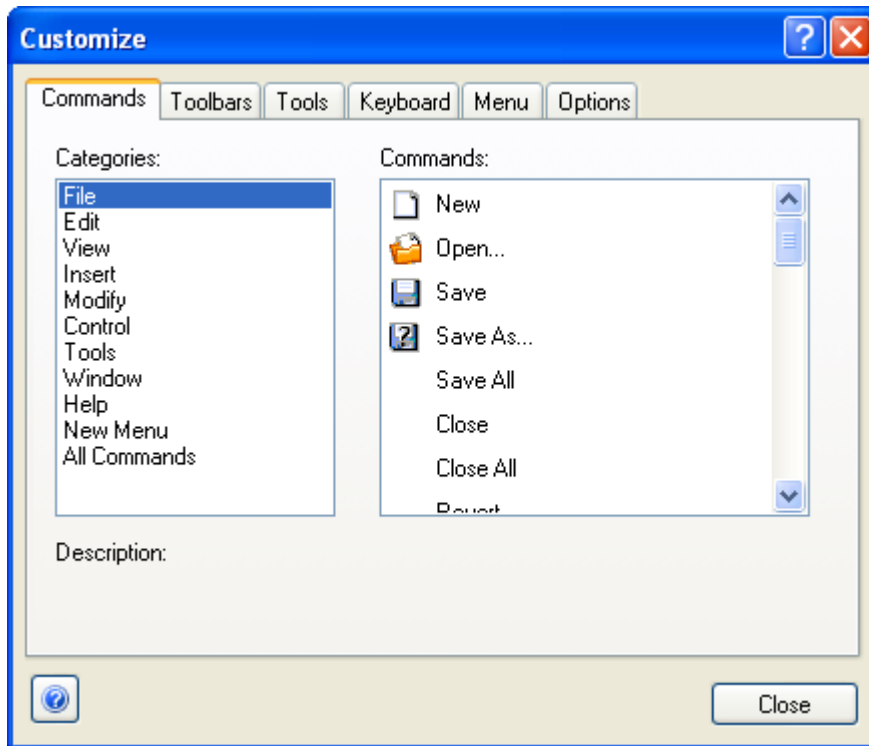 Customize
Commands Toolbars Tools Keyboard Menu Options
Categories: Commands:
File
Edit
View
Insert
Modify
Control
Tools
Window
Help
New Menu
All Commands
New
Open...
Save
Save As...
Save All
Close
Close All
Revert
Description:
Close